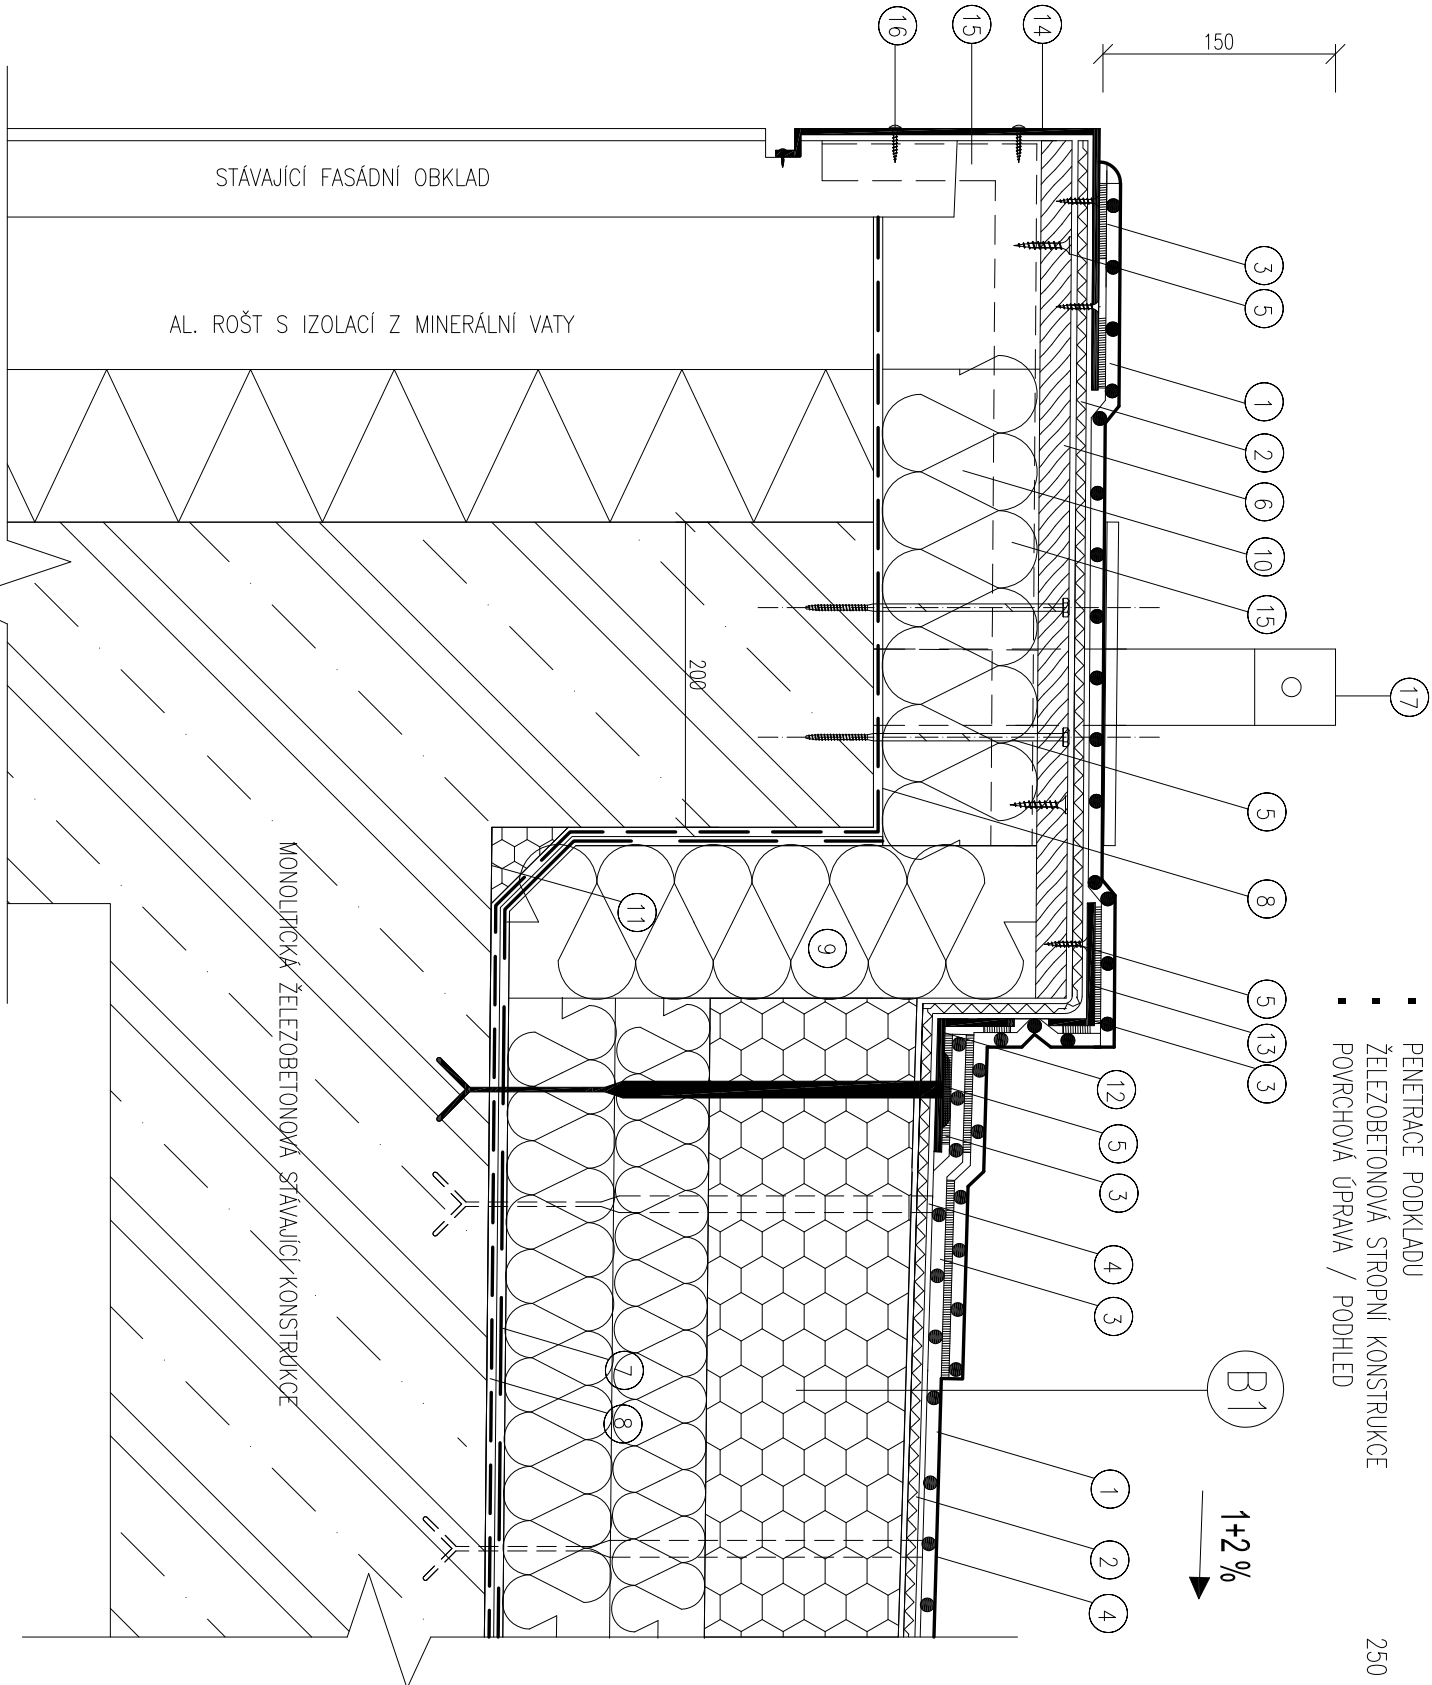 ▪ PENETRACE PODKLADU
▪ ŽELEZOBETONOVÁ STROPNÍ KONSTRUKCE 250
▪ POVRCHOVÁ ÚPRAVA / PODHLED
17
3 5 1 2 6 10 15 5 8 5 13 3
B1
1+2 %
150
12 5 3 4 3 1 2 4
14
15
16
9
11
7
8
200
STÁVAJÍCÍ FASÁDNÍ OBKLAD
AL. ROŠT S IZOLACÍ Z MINERÁLNÍ VATY
MONOLITICKÁ ŽELEZOBETONOVÁ STÁVAJÍCÍ KONSTRUKCE